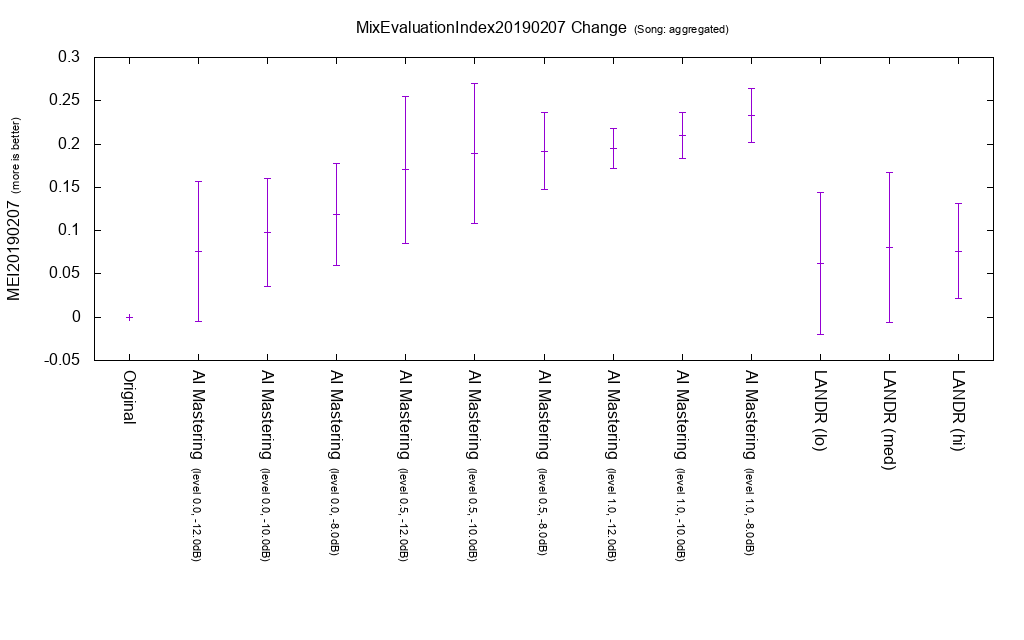 MixEvaluationIndex20190207 Change (Song: aggregated)
MEI20190207 (more is better)
0.3
0.25
0.2
0.15
0.1
0.05
0
-0.05
Original
AI Mastering (level 0.0, -12.0dB)
AI Mastering (level 0.0, -10.0dB)
AI Mastering (level 0.0, -8.0dB)
AI Mastering (level 0.5, -12.0dB)
AI Mastering (level 0.5, -10.0dB)
AI Mastering (level 0.5, -8.0dB)
AI Mastering (level 1.0, -12.0dB)
AI Mastering (level 1.0, -10.0dB)
AI Mastering (level 1.0, -8.0dB)
LANDR (lo)
LANDR (med)
LANDR (hi)